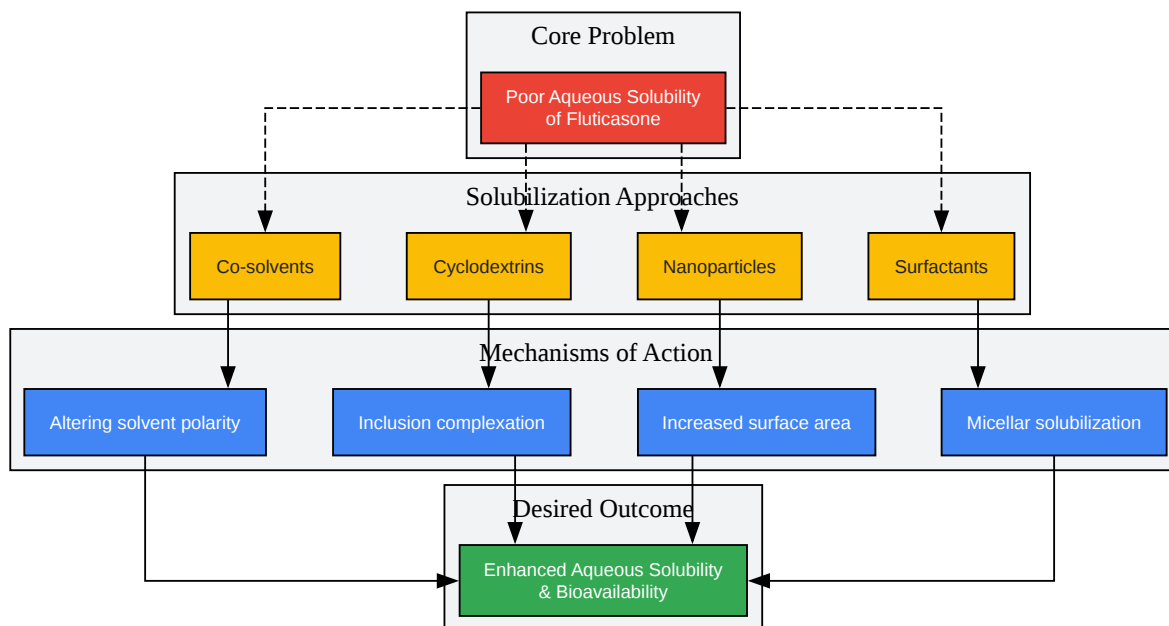 Core Problem
Poor Aqueous Solubility
of Fluticasone
Solubilization Approaches
Co-solvents
Cyclodextrins
Nanoparticles
Surfactants
Mechanisms of Action
Altering solvent polarity
Inclusion complexation
Increased surface area
Micellar solubilization
Desired Outcome
Enhanced Aqueous Solubility
& Bioavailability